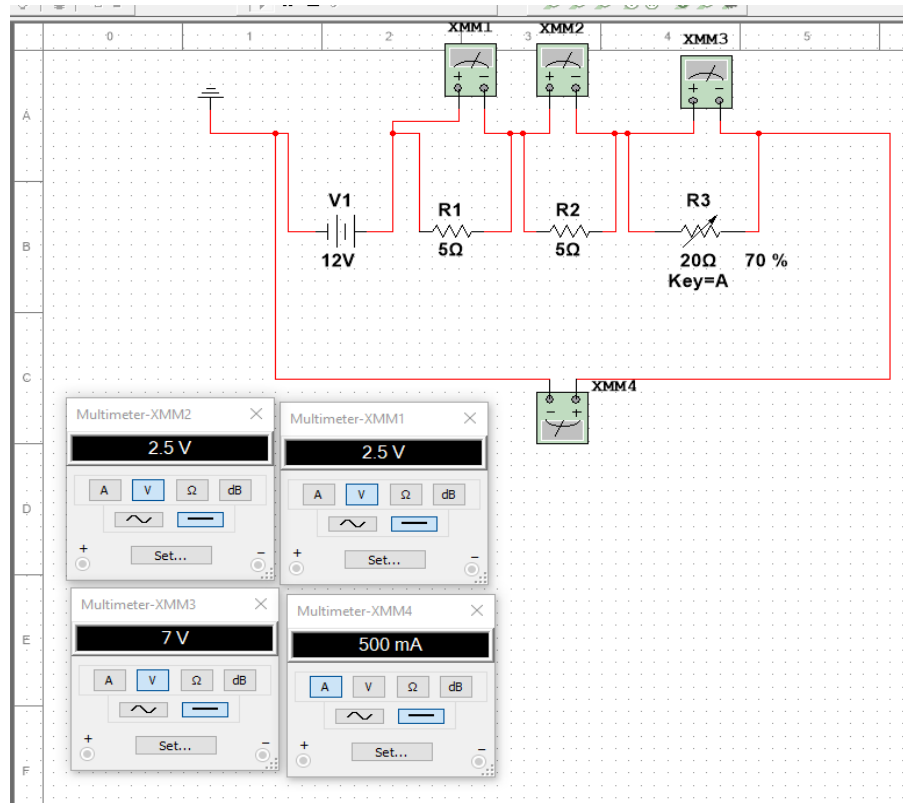 XMM1 XMM2 XMM3
0 1 2 3 4 5
A
V1 R1 R2 R3
B
12V 5Ω 5Ω 20Ω 70 %
Key=A
C
XMM4
+ − + − + −
− +
Multimeter-XMM2
2.5 V
A V Ω dB
+ Set... −
Multimeter-XMM1
2.5 V
A V Ω dB
+ Set... −
D
Multimeter-XMM3
7 V
A V Ω dB
+ Set... −
Multimeter-XMM4
500 mA
A V Ω dB
+ Set... −
E
F